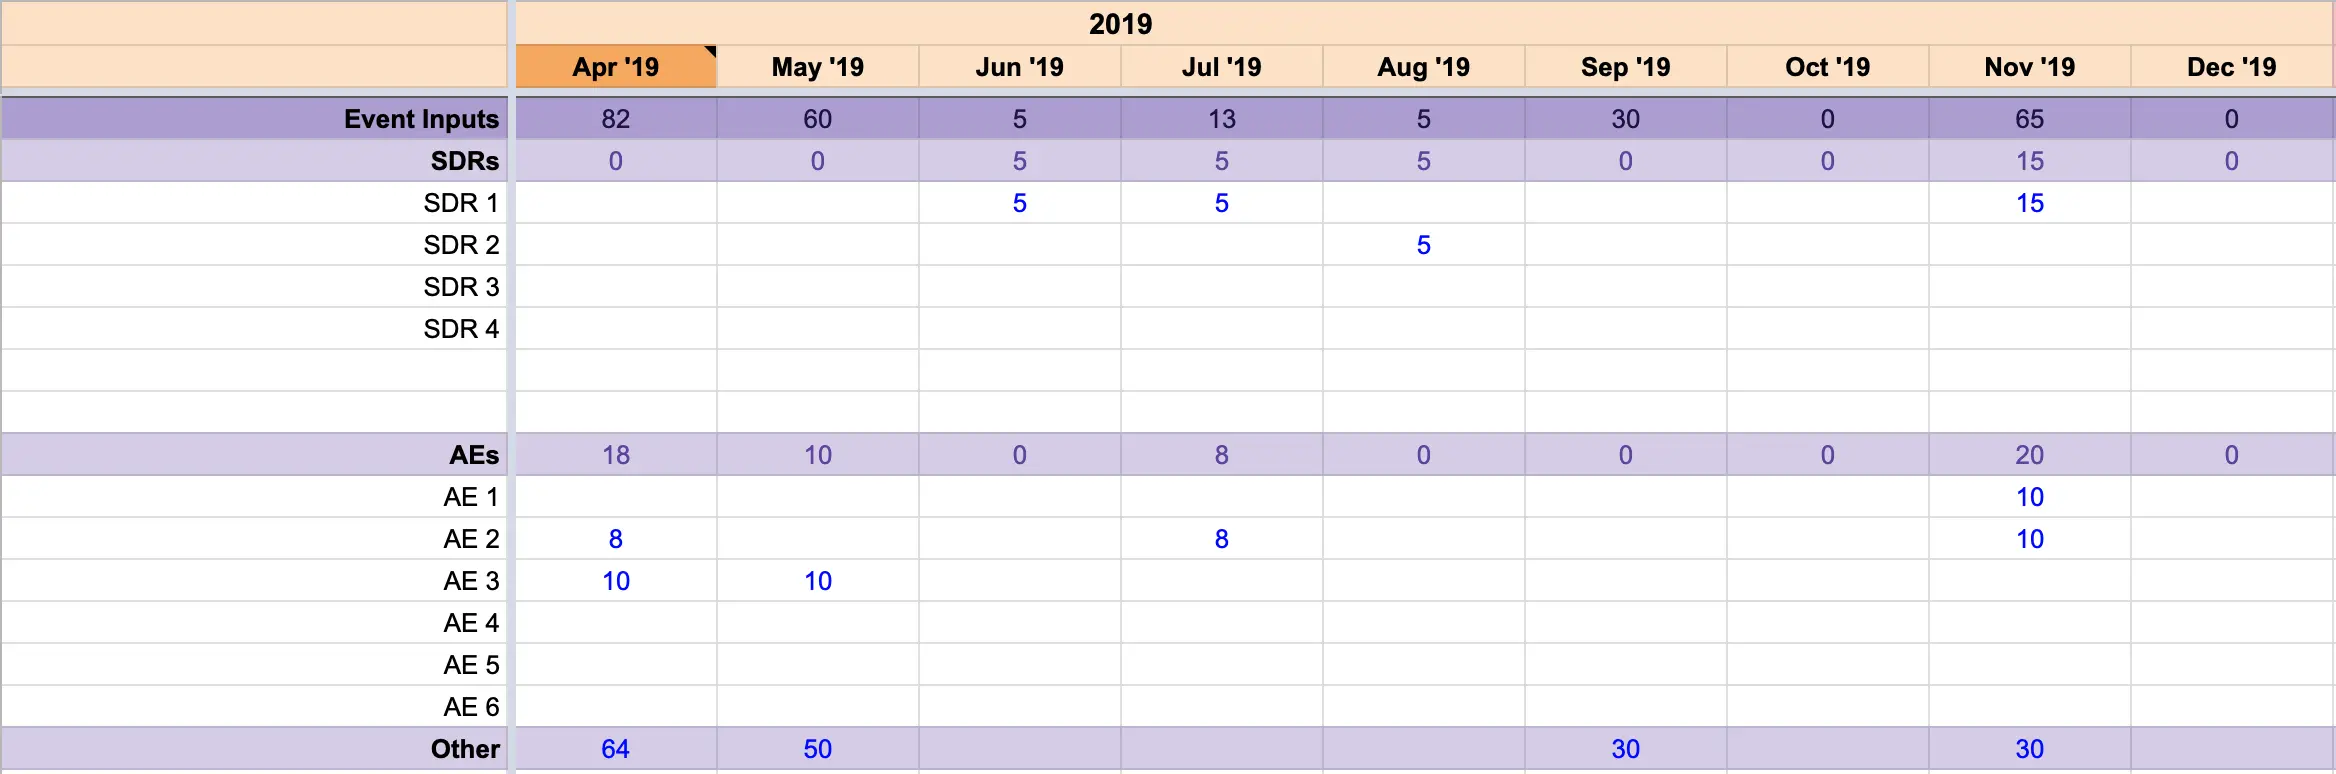 2019
Apr '19 May '19 Jun '19 Jul '19 Aug '19 Sep '19 Oct '19 Nov '19 Dec '19
Event Inputs 82 60 5 13 5 30 0 65 0
SDRs 0 0 5 5 5 0 0 15 0
SDR 1 5 5 15
SDR 2 5
SDR 3
SDR 4
AEs 18 10 0 8 0 0 0 20 0
AE 1 10
AE 2 8 8 10
AE 3 10 10
AE 4
AE 5
AE 6
Other 64 50 30 30